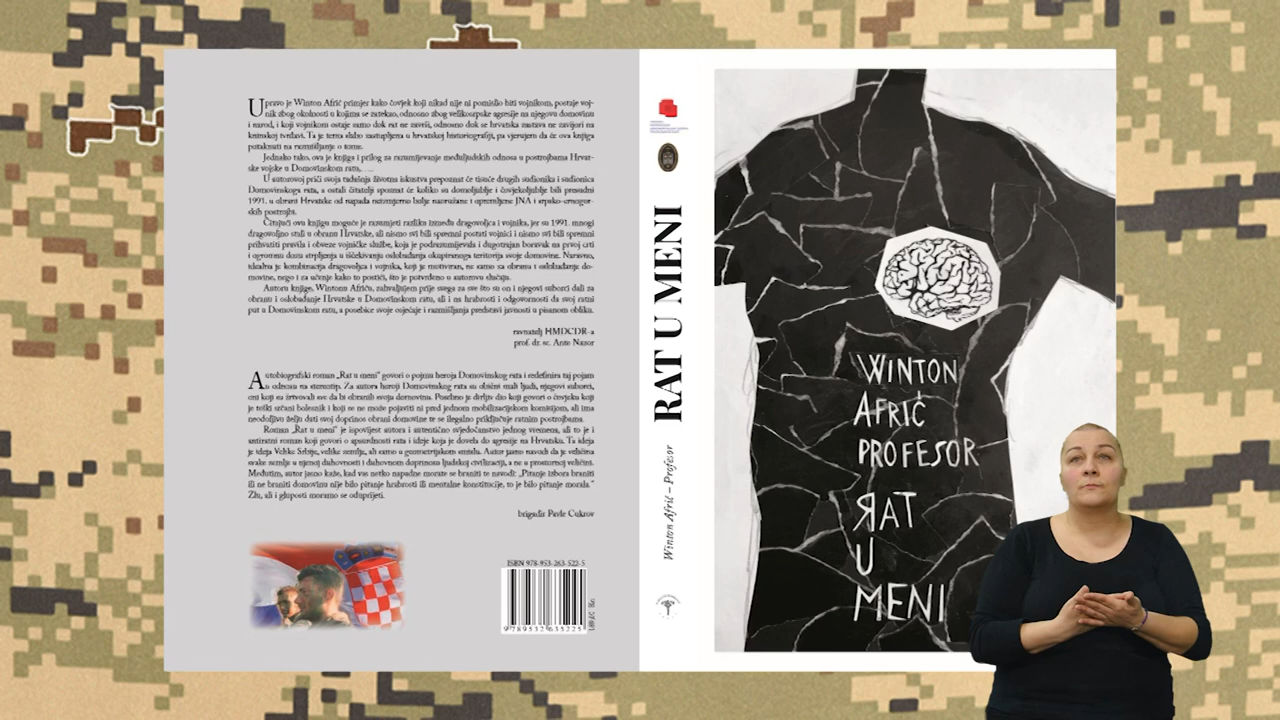 Upravo je Winton Afrić primjer kako čovjek koji nikad nije ni pomislio biti vojnikom, postaje voj-
nik zbog okolnosti u kojima se zatekao, odnosno zbog velikosrpske agresije na njegovu domovinu
i narod, i koji vojnikom ostaje samo dok rat ne završi, odnosno dok se hrvatska zastava ne zavijori na
kninskoj tvrđavi. Ta je tema slabo zastupljena u hrvatskoj historiografiji, pa vjerujem da će ova knjiga
potaknuti na razmišljanje o tome.
Jednako tako, ova je knjiga i prilog za razumijevanje međuljudskih odnosa u postrojbama Hrvat-
ske vojske u Domovinskom ratu, ...
U autorovoj priči svoja tadašnja životna iskustva prepoznat će tisuće drugih sudionika i sudionica
Domovinskoga rata, a ostali čitatelji spoznat će koliko su domoljublje i čovjekoljublje bili presudni
1991. u obrani Hrvatske od napada neizmjerno bolje naoružane i opremljene JNA i srpsko-crnogor-
skih postrojbi.
Čitajući ovu knjigu moguće je razumjeti razliku između dragovoljca i vojnika, jer su 1991. mnogi
dragovoljno stali u obranu Hrvatske, ali nismo svi bili spremni postati vojnici i nismo svi bili spremni
prihvatiti pravila i obveze vojničke službe, koja je podrazumijevala i dugotrajan boravak na prvoj crti
i ogromnu dozu strpljenja u iščekivanju oslobađanja okupiranoga teritorija svoje domovine. Naravno,
idealna je kombinacija dragovoljca i vojnika, koji je motiviran, ne samo za obranu i oslobađanje do-
movine, nego i za učenje kako to postići, što je potvrđeno u autorovu slučaju.
Autoru knjige, Wintonu Afriću, zahvaljujem prije svega za sve što su on i njegovi suborci dali za
obranu i oslobađanje Hrvatske u Domovinskom ratu, ali i na hrabrosti i odgovornosti da svoj ratni
put u Domovinskom ratu, a posebice svoje osjećaje i razmišljanja predstavi javnosti u pisanom obliku.
ravnatelj HMDCDR-a
prof. dr. sc. Ante Nazor
Autobiografski roman „Rat u meni" govori o pojmu heroja Domovinskog rata i redefinira taj pojam
u odnosu na stereotip. Za autora heroji Domovinskog rata su obični mali ljudi, njegovi suborci,
oni koji su žrtvovali sve da bi obranili svoju domovinu. Posebno je dirljiv dio koji govori o čovjeku koji
je teški srčani bolesnik i koji se ne može pojaviti ni pred jednom mobilizacijskom komisijom, ali ima
neodoljivu želju dati svoj doprinos obrani domovine te se ilegalno priključuje ratnim postrojbama.
Roman „Rat u meni" je ispovijest autora i autentično svjedočanstvo jednog vremena, ali to je i
antiratni roman koji govori o apsurdnosti rata i ideje koja je dovela do agresije na Hrvatsku. Ta ideja
je ideja Velike Srbije, velike zemlje, ali samo u geometrijskom smislu. Autor jasno navodi da je veličina
svake zemlje u njenoj duhovnosti i duhovnom doprinosu ljudskoj civilizaciji, a ne u prostornoj veličini.
Međutim, autor jasno kaže, kad vas netko napadne morate se braniti te navodi: „Pitanje izbora braniti
ili ne braniti domovinu nije bilo pitanje hrabrosti ili mentalne konstitucije, to je bilo pitanje morala."
Zlu, ali i gluposti moramo se oduprijeti.
brigadir Pavle Cukrov
ISBN 978-953-263-522-5
9 789532 635225
RAT U MENI
Winton Afrić – Profesor
WINTON
AFRIĆ
PROFESOR
RAT
U
MENI